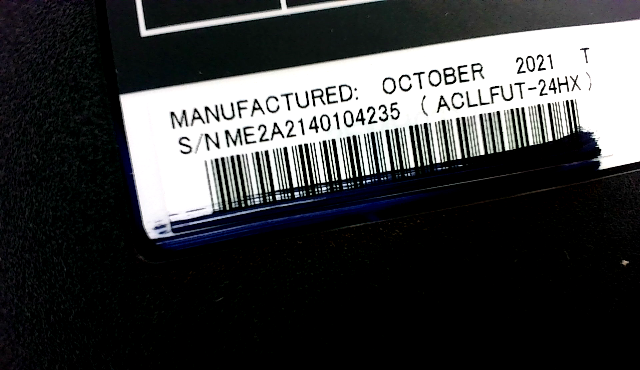 MANUFACTURED: OCTOBER 2021 T
S/N ME2A2140104235 (ACLLFUT-24HX)